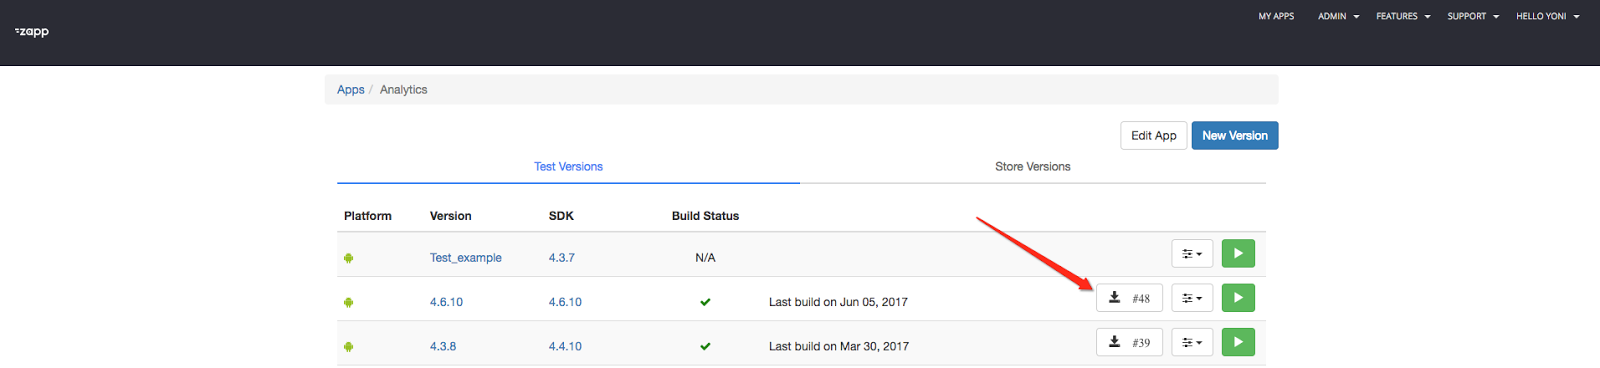 zapp
MY APPS ADMIN FEATURES SUPPORT HELLO YONI
Apps / Analytics
Edit App New Version
Test Versions Store Versions
Platform Version SDK Build Status
Test_example 4.3.7 N/A
4.6.10 4.6.10 Last build on Jun 05, 2017 #48
4.3.8 4.4.10 Last build on Mar 30, 2017 #39